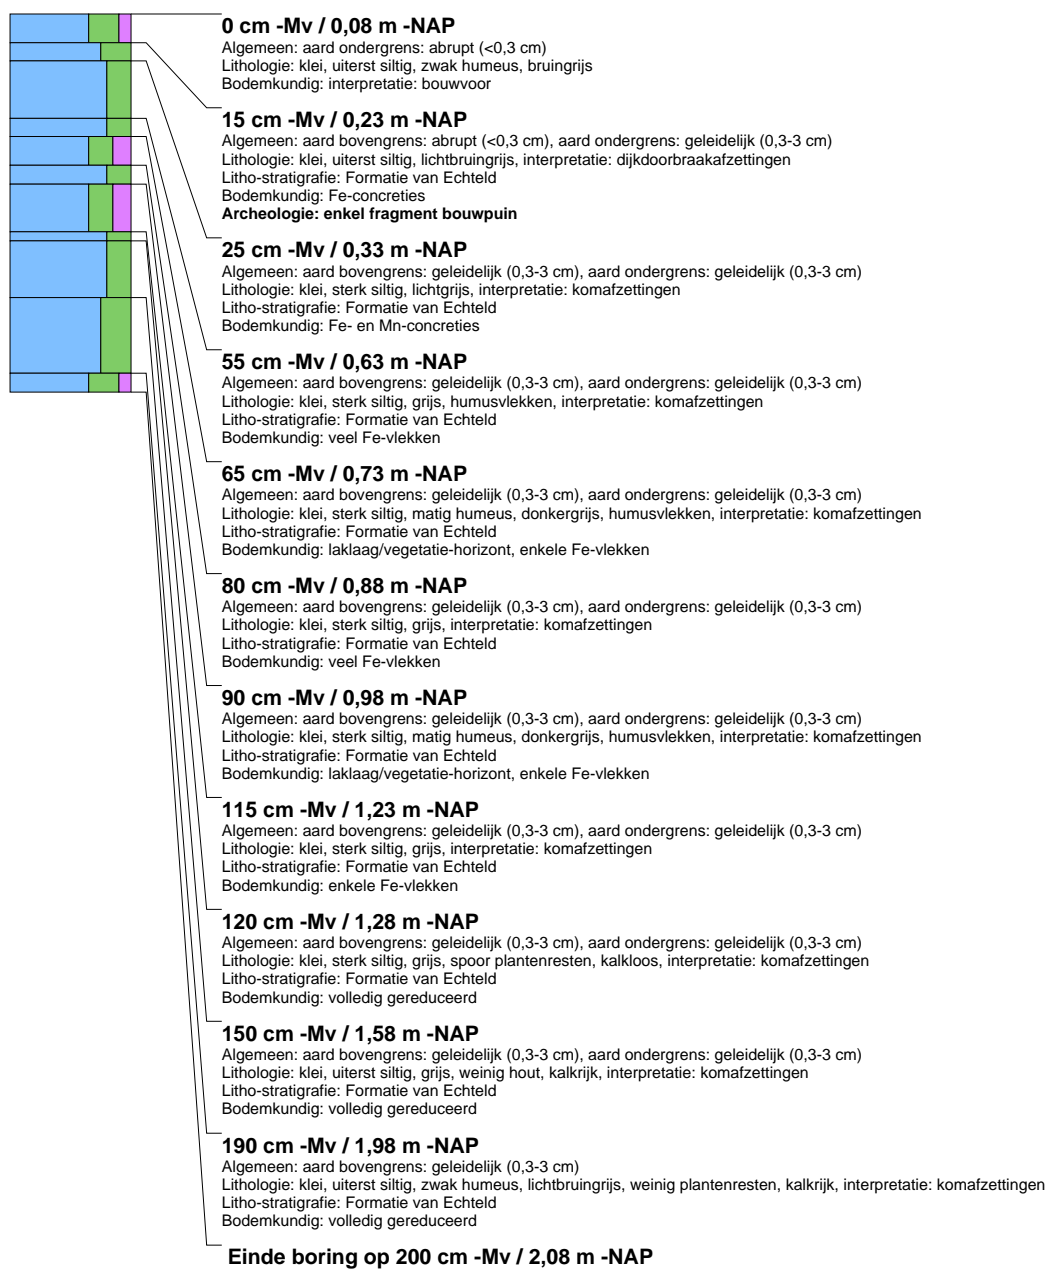 0 cm -Mv / 0,08 m -NAP
Algemeen: aard ondergrens: abrupt (<0,3 cm)
Lithologie: klei, uiterst siltig, zwak humeus, bruingrijs
Bodemkundig: interpretatie: bouwvoor
15 cm -Mv / 0,23 m -NAP
Algemeen: aard bovengrens: abrupt (<0,3 cm), aard ondergrens: geleidelijk (0,3-3 cm)
Lithologie: klei, uiterst siltig, lichtbruingrijs, interpretatie: dijkdoorbraakafzettingen
Litho-stratigrafie: Formatie van Echteld
Bodemkundig: Fe-concreties
Archeologie: enkel fragment bouwpuin
25 cm -Mv / 0,33 m -NAP
Algemeen: aard bovengrens: geleidelijk (0,3-3 cm), aard ondergrens: geleidelijk (0,3-3 cm)
Lithologie: klei, sterk siltig, lichtgrijs, interpretatie: komafzettingen
Litho-stratigrafie: Formatie van Echteld
Bodemkundig: Fe- en Mn-concreties
55 cm -Mv / 0,63 m -NAP
Algemeen: aard bovengrens: geleidelijk (0,3-3 cm), aard ondergrens: geleidelijk (0,3-3 cm)
Lithologie: klei, sterk siltig, grijs, humusvlekken, interpretatie: komafzettingen
Litho-stratigrafie: Formatie van Echteld
Bodemkundig: veel Fe-vlekken
65 cm -Mv / 0,73 m -NAP
Algemeen: aard bovengrens: geleidelijk (0,3-3 cm), aard ondergrens: geleidelijk (0,3-3 cm)
Lithologie: klei, sterk siltig, matig humeus, donkergrijs, humusvlekken, interpretatie: komafzettingen
Litho-stratigrafie: Formatie van Echteld
Bodemkundig: laklaag/vegetatie-horizont, enkele Fe-vlekken
80 cm -Mv / 0,88 m -NAP
Algemeen: aard bovengrens: geleidelijk (0,3-3 cm), aard ondergrens: geleidelijk (0,3-3 cm)
Lithologie: klei, sterk siltig, grijs, interpretatie: komafzettingen
Litho-stratigrafie: Formatie van Echteld
Bodemkundig: veel Fe-vlekken
90 cm -Mv / 0,98 m -NAP
Algemeen: aard bovengrens: geleidelijk (0,3-3 cm), aard ondergrens: geleidelijk (0,3-3 cm)
Lithologie: klei, sterk siltig, matig humeus, donkergrijs, humusvlekken, interpretatie: komafzettingen
Litho-stratigrafie: Formatie van Echteld
Bodemkundig: laklaag/vegetatie-horizont, enkele Fe-vlekken
115 cm -Mv / 1,23 m -NAP
Algemeen: aard bovengrens: geleidelijk (0,3-3 cm), aard ondergrens: geleidelijk (0,3-3 cm)
Lithologie: klei, sterk siltig, grijs, interpretatie: komafzettingen
Litho-stratigrafie: Formatie van Echteld
Bodemkundig: enkele Fe-vlekken
120 cm -Mv / 1,28 m -NAP
Algemeen: aard bovengrens: geleidelijk (0,3-3 cm), aard ondergrens: geleidelijk (0,3-3 cm)
Lithologie: klei, sterk siltig, grijs, spoor plantenresten, kalkloos, interpretatie: komafzettingen
Litho-stratigrafie: Formatie van Echteld
Bodemkundig: volledig gereduceerd
150 cm -Mv / 1,58 m -NAP
Algemeen: aard bovengrens: geleidelijk (0,3-3 cm), aard ondergrens: geleidelijk (0,3-3 cm)
Lithologie: klei, uiterst siltig, grijs, weinig hout, kalkrijk, interpretatie: komafzettingen
Litho-stratigrafie: Formatie van Echteld
Bodemkundig: volledig gereduceerd
190 cm -Mv / 1,98 m -NAP
Algemeen: aard bovengrens: geleidelijk (0,3-3 cm)
Lithologie: klei, uiterst siltig, zwak humeus, lichtbruingrijs, weinig plantenresten, kalkrijk, interpretatie: komafzettingen
Litho-stratigrafie: Formatie van Echteld
Bodemkundig: volledig gereduceerd
Einde boring op 200 cm -Mv / 2,08 m -NAP